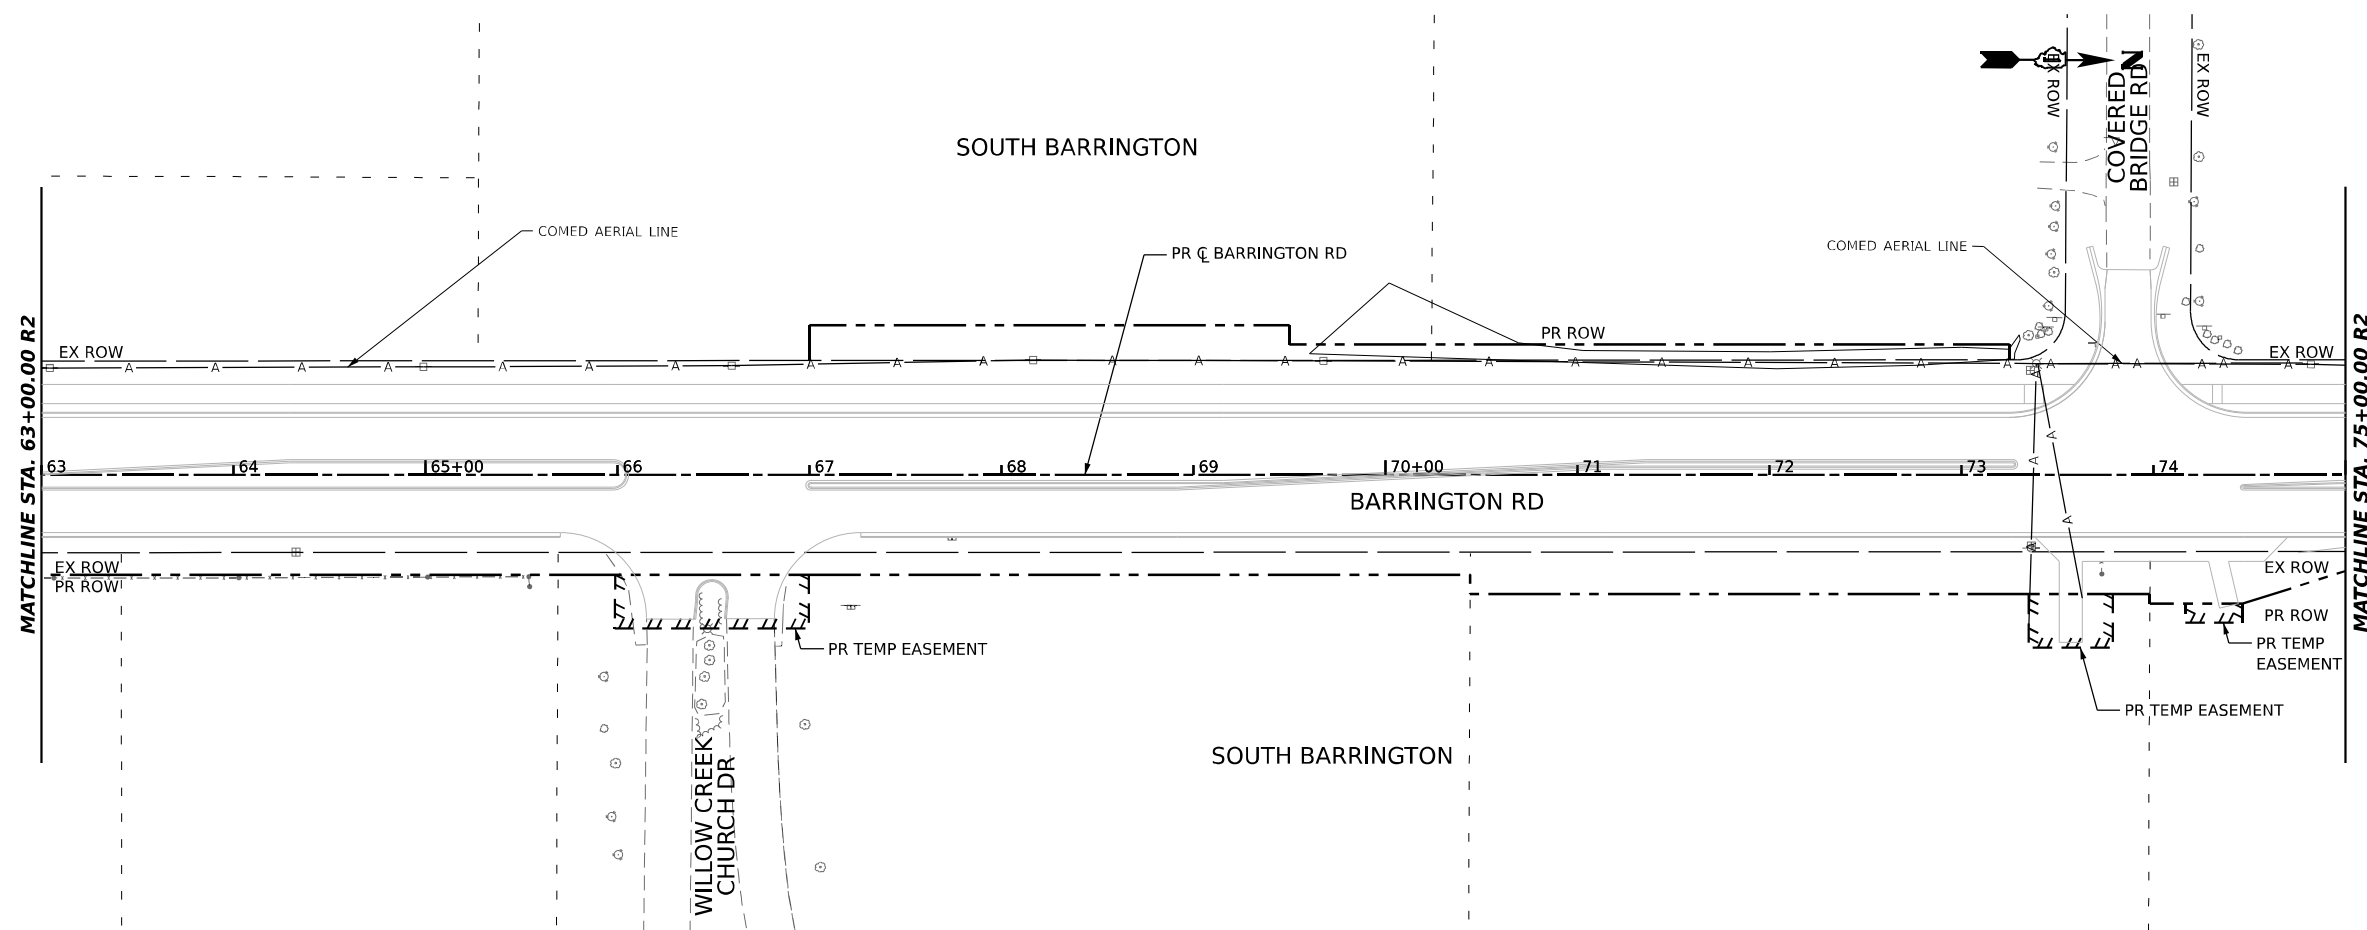 N
EX ROW
COVERED
BRIDGE RD
EX ROW
SOUTH BARRINGTON
COMED AERIAL LINE
PR ℄ BARRINGTON RD
COMED AERIAL LINE
MATCHLINE STA. 63+00.00 R2
EX ROW
PR ROW
EX ROW
MATCHLINE STA. 75+00.00 R2
A A A A A A A A A A A A A A A A A A A A A A A A A A A A A
A
A
A
A
A
63 64 65+00 66 67 68 69 70+00 71 72 73 74
BARRINGTON RD
EX ROW
PR ROW
EX ROW
PR ROW
PR TEMP EASEMENT
PR TEMP
EASEMENT
PR TEMP EASEMENT
WILLOW CREEK
CHURCH DR
SOUTH BARRINGTON